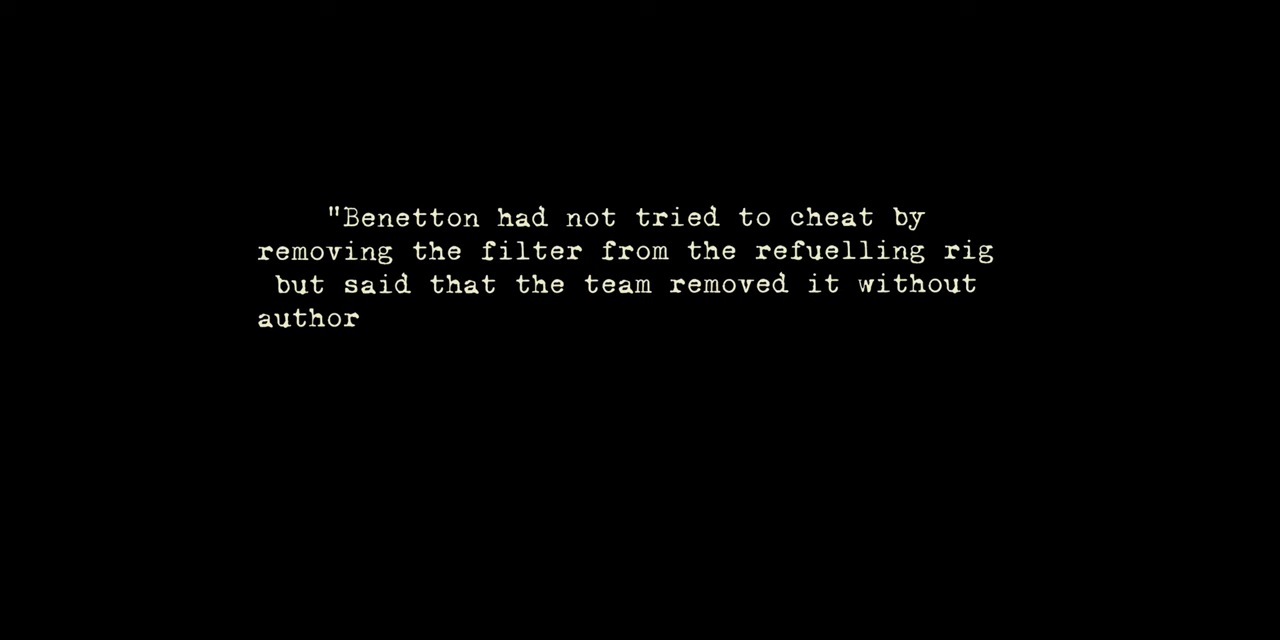 "Benetton had not tried to cheat by
removing the filter from the refuelling rig
but said that the team removed it without
author